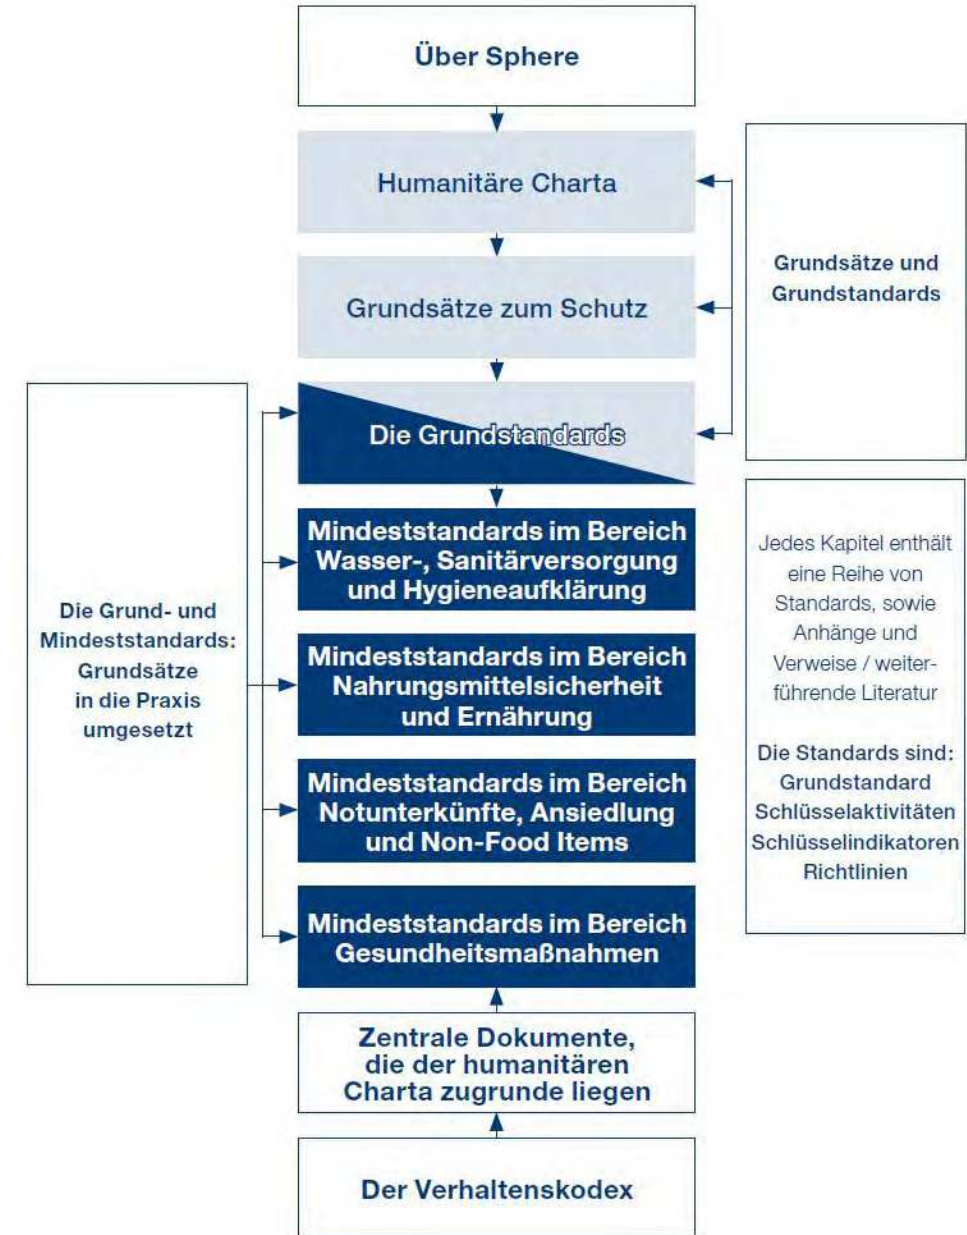 Über Sphere
Humanitäre Charta
Grundsätze zum Schutz
Die Grundstandards
Mindeststandards im Bereich
Wasser-, Sanitärversorgung
und Hygieneaufklärung
Mindeststandards im Bereich
Nahrungsmittelsicherheit
und Ernährung
Mindeststandards im Bereich
Notunterkünfte, Ansiedlung
und Non-Food Items
Mindeststandards im Bereich
Gesundheitsmaßnahmen
Zentrale Dokumente,
die der humanitären
Charta zugrunde liegen
Der Verhaltenskodex
Die Grund- und
Mindeststandards:
Grundsätze
in die Praxis
umgesetzt
Grundsätze und
Grundstandards
Jedes Kapitel enthält
eine Reihe von
Standards, sowie
Anhänge und
Verweise / weiter-
führende Literatur
Die Standards sind:
Grundstandard
Schlüsselaktivitäten
Schlüsselindikatoren
Richtlinien